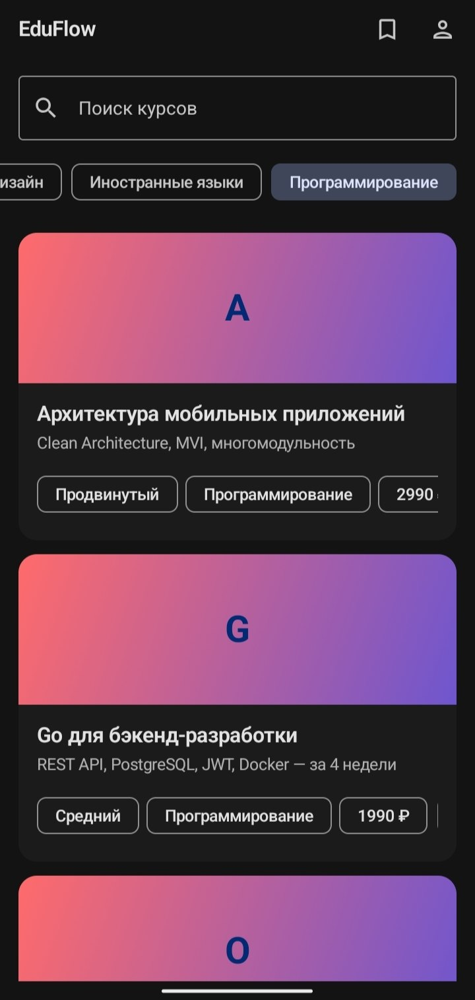 EduFlow
Поиск курсов
изайн Иностранные языки Программирование
А
Архитектура мобильных приложений
Clean Architecture, MVI, многомодульность
Продвинутый Программирование 2990
G
Go для бэкенд-разработки
REST API, PostgreSQL, JWT, Docker — за 4 недели
Средний Программирование 1990 ₽
О